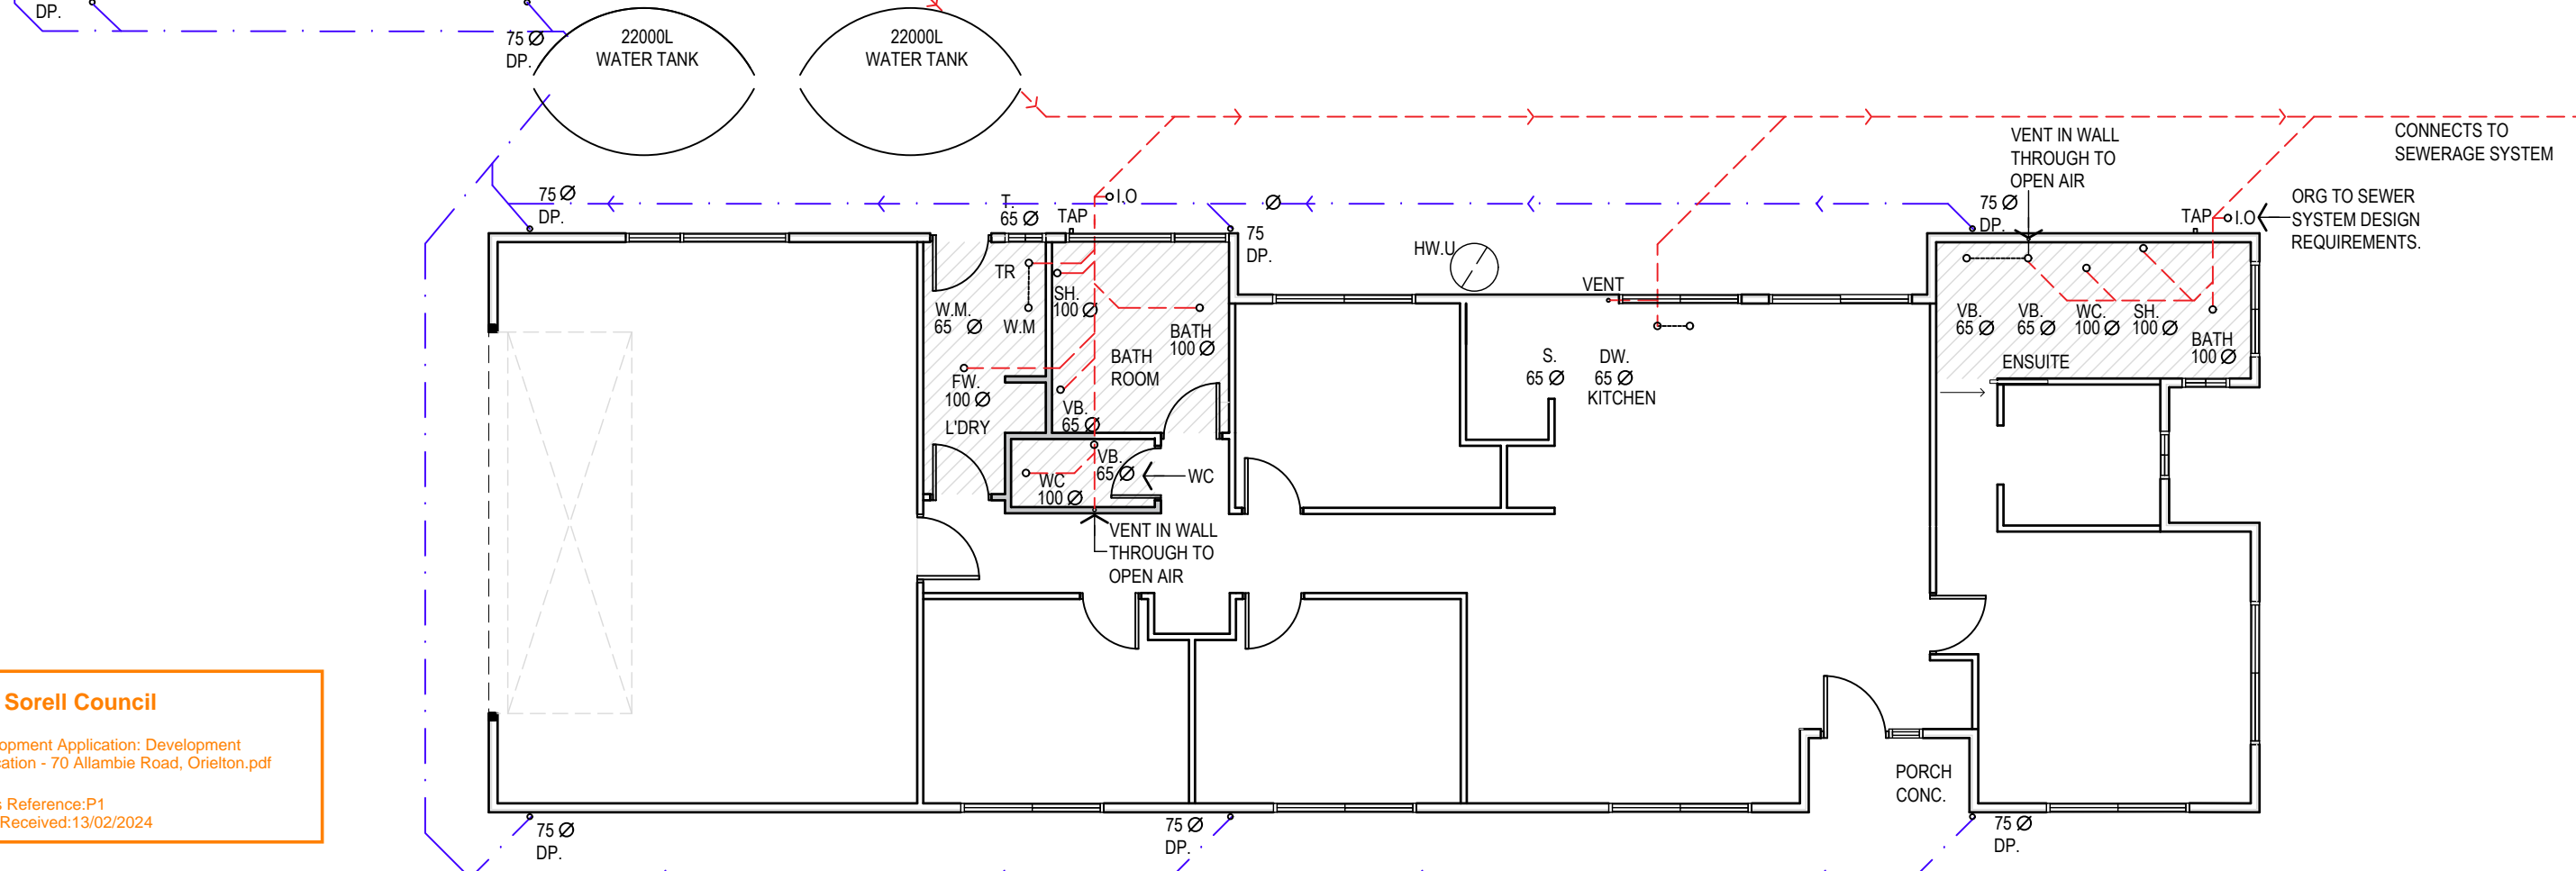 DP.
75 Ø
DP.
22000L
WATER TANK
22000L
WATER TANK
VENT IN WALL
THROUGH TO
OPEN AIR
CONNECTS TO
SEWERAGE SYSTEM
75 Ø
DP.
T.
65 Ø
TAP
I.O
Ø
75
DP.
75 Ø
DP.
TAP
I.O
ORG TO SEWER
SYSTEM DESIGN
REQUIREMENTS.
HW.U
VENT
TR
W.M.
65 Ø
W.M
SH.
100 Ø
BATH
100 Ø
BATH
ROOM
FW.
100 Ø
L'DRY
VB.
65 Ø
VB.
65 Ø
WC
100 Ø
WC
VENT IN WALL
THROUGH TO
OPEN AIR
S.
65 Ø
DW.
65 Ø
KITCHEN
VB.
65 Ø
VB.
65 Ø
WC.
100 Ø
SH.
100 Ø
BATH
100 Ø
ENSUITE
PORCH
CONC.
75 Ø
DP.
75 Ø
DP.
75 Ø
DP.
Sorell Council
opment Application: Development
cation - 70 Allambie Road, Orielton.pdf
s Reference:P1
Received:13/02/2024